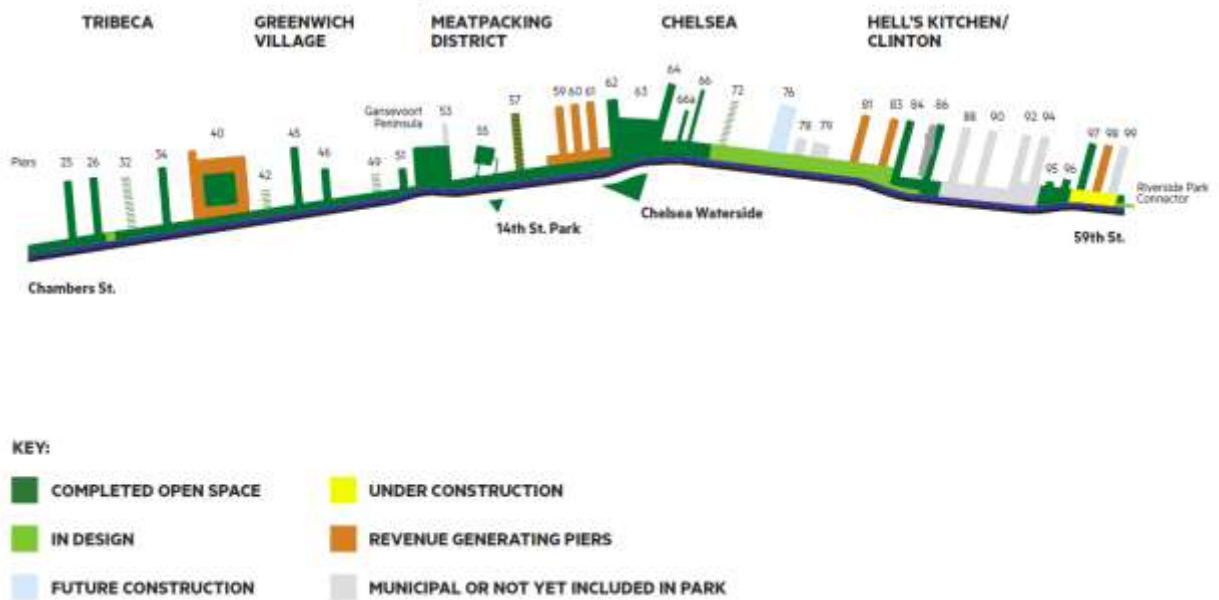 TRIBECA
GREENWICH
VILLAGE
MEATPACKING
DISTRICT
CHELSEA
HELL'S KITCHEN/
CLINTON
Piers
25
26
32
34
40
42
45
46
49
51
Gansevoort
Peninsula
53
55
57
59
60
61
62
63
64
66a
66
72
76
78
79
81
83
84
86
88
90
92
94
95
96
97
98
99
Riverside Park
Connector
14th St. Park
Chelsea Waterside
59th St.
Chambers St.
KEY:
COMPLETED OPEN SPACE
UNDER CONSTRUCTION
IN DESIGN
REVENUE GENERATING PIERS
FUTURE CONSTRUCTION
MUNICIPAL OR NOT YET INCLUDED IN PARK